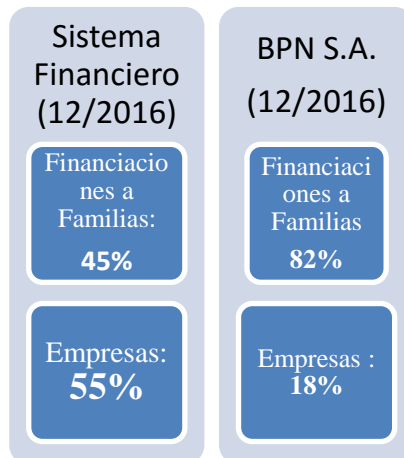 Sistema
Financiero
(12/2016)
Financiacio
nes a
Familias:
45%
Empresas:
55%
BPN S.A.
(12/2016)
Financiaci
ones a
Familias
82%
Empresas :
18%